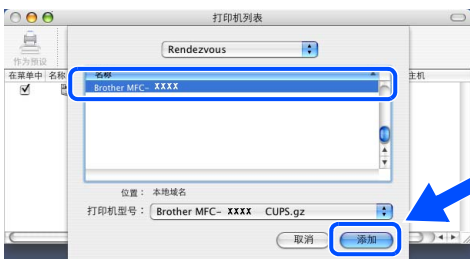 打印机列表
Rendezvous
作为预设
在菜单中 名称 主机
名称
Brother MFC- XXXX
位置： 本地域名
打印机型号： Brother MFC- XXXX CUPS.gz
取消 添加